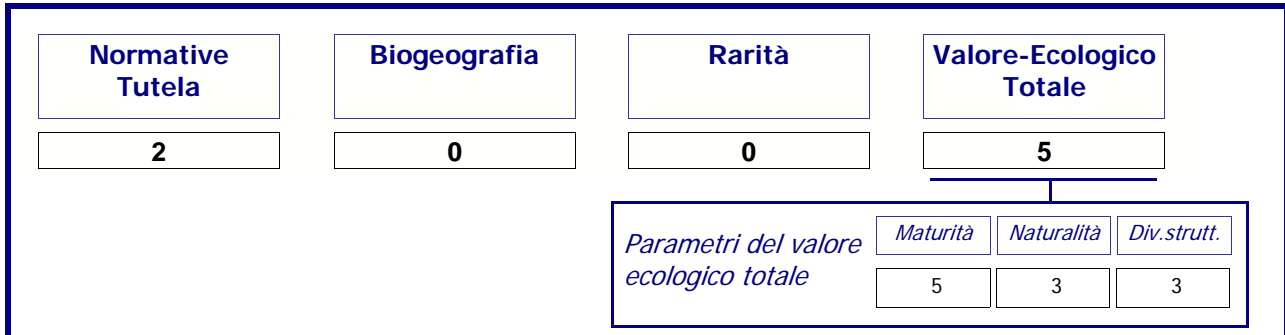 Normative
Tutela
Biogeografia
Rarità
Valore-Ecologico
Totale
2
0
0
5
Parametri del valore
ecologico totale
Maturità
Naturalità
Div.strutt.
5
3
3